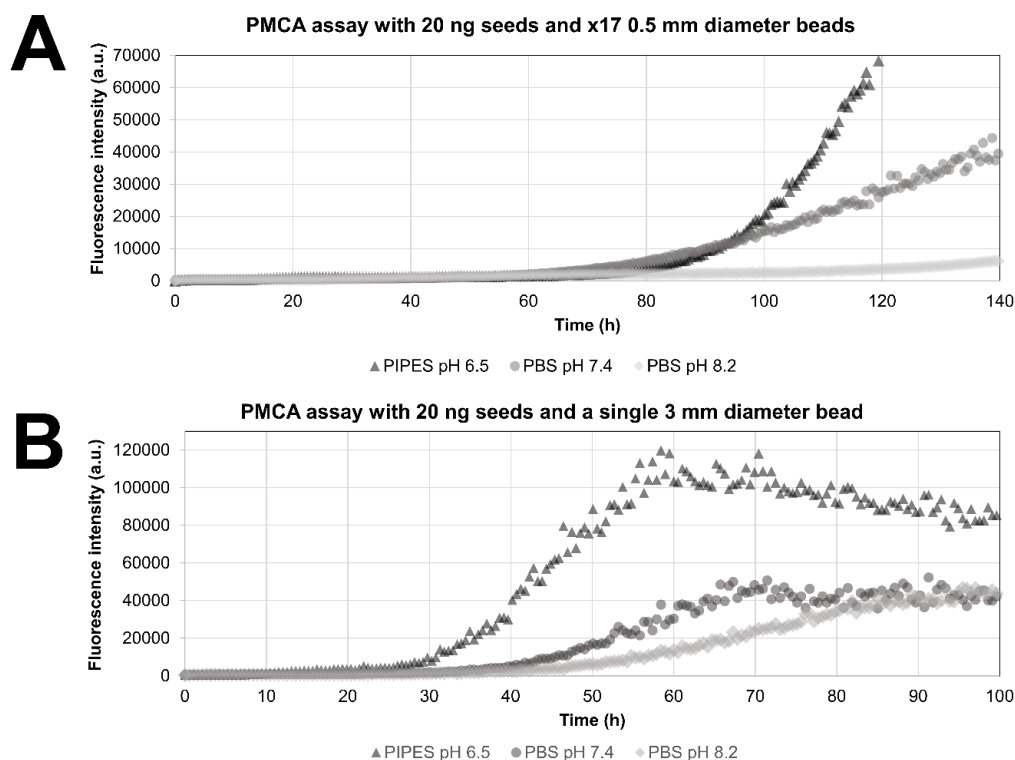 A
PMCA assay with 20 ng seeds and x17 0.5 mm diameter beads
Fluorescence intensity (a.u.)
70000
60000
50000
40000
30000
20000
10000
0
0 20 40 60 80 100 120 140
Time (h)
PIPES pH 6.5 PBS pH 7.4 PBS pH 8.2
B
PMCA assay with 20 ng seeds and a single 3 mm diameter bead
Fluorescence intensity (a.u.)
120000
100000
80000
60000
40000
20000
0
0 10 20 30 40 50 60 70 80 90 100
Time (h)
PIPES pH 6.5 PBS pH 7.4 PBS pH 8.2